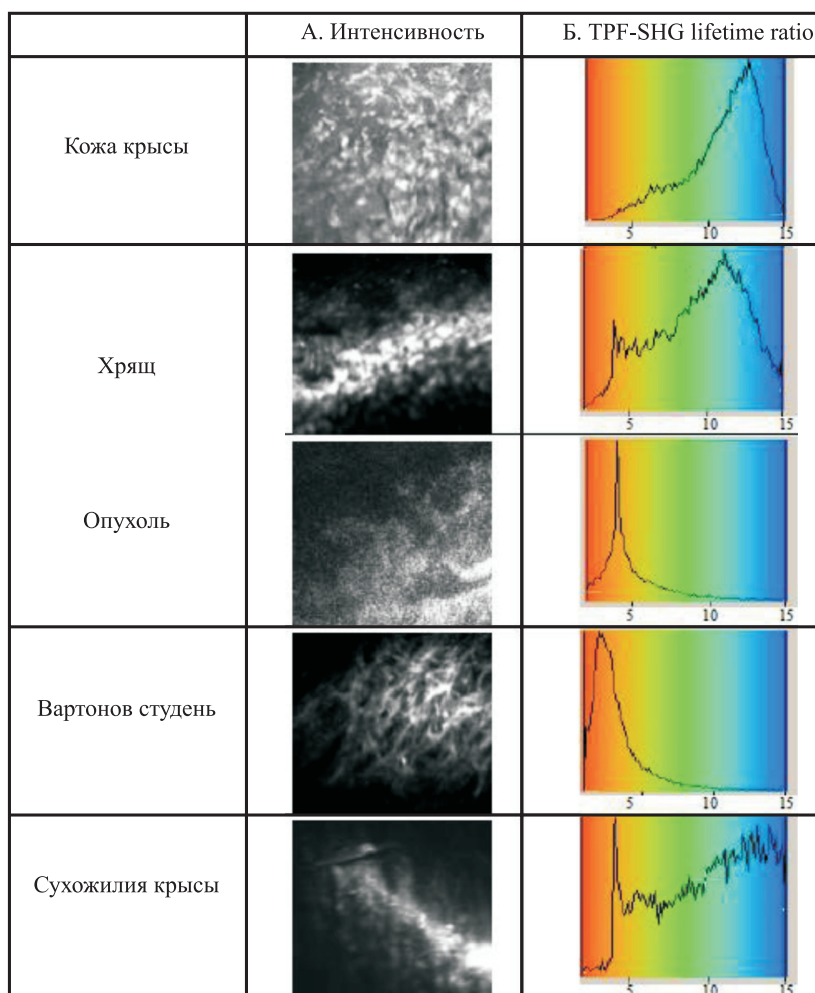 А. Интенсивность
Б. TPF-SHG lifetime ratio
Кожа крысы
5 10 15
Хрящ
5 10 15
Опухоль
5 10 15
Вартонов студень
5 10 15
Сухожилия крысы
5 10 15